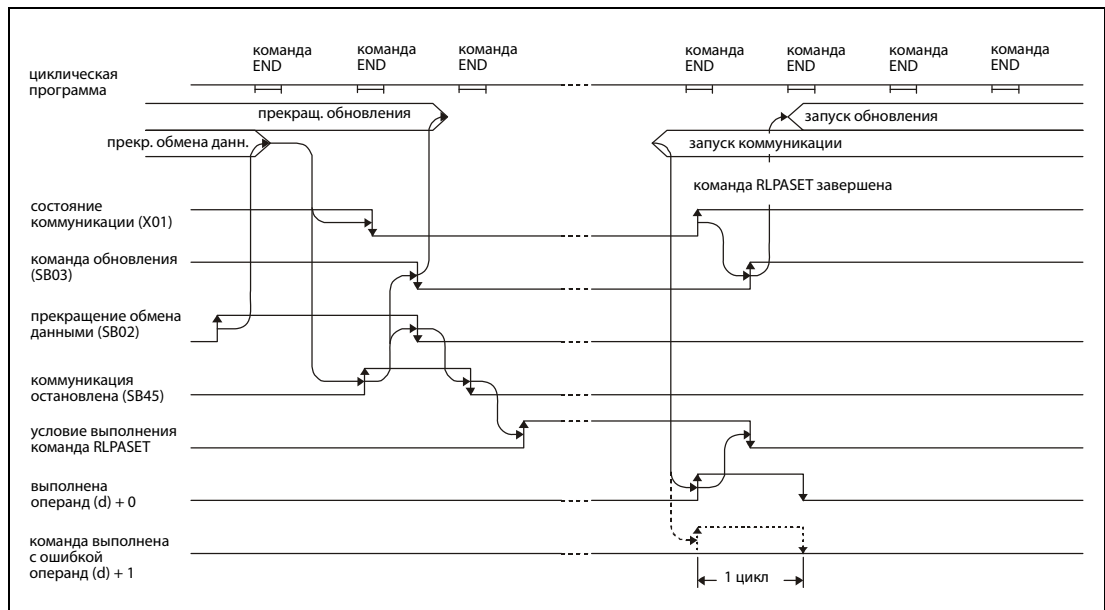 команда
END
команда
END
команда
END
команда
END
команда
END
команда
END
команда
END
циклическая
программа
прекращ. обновления
запуск обновления
прекр. обмена данн.
запуск коммуникации
команда RLPASET завершена
состояние
коммуникации (X01)
команда обновления
(SB03)
прекращение обмена
данными (SB02)
коммуникация
остановлена (SB45)
условие выполнения
команда RLPASET
выполнена
операнд (d) + 0
команда выполнена
с ошибкой
операнд (d) + 1
1 цикл